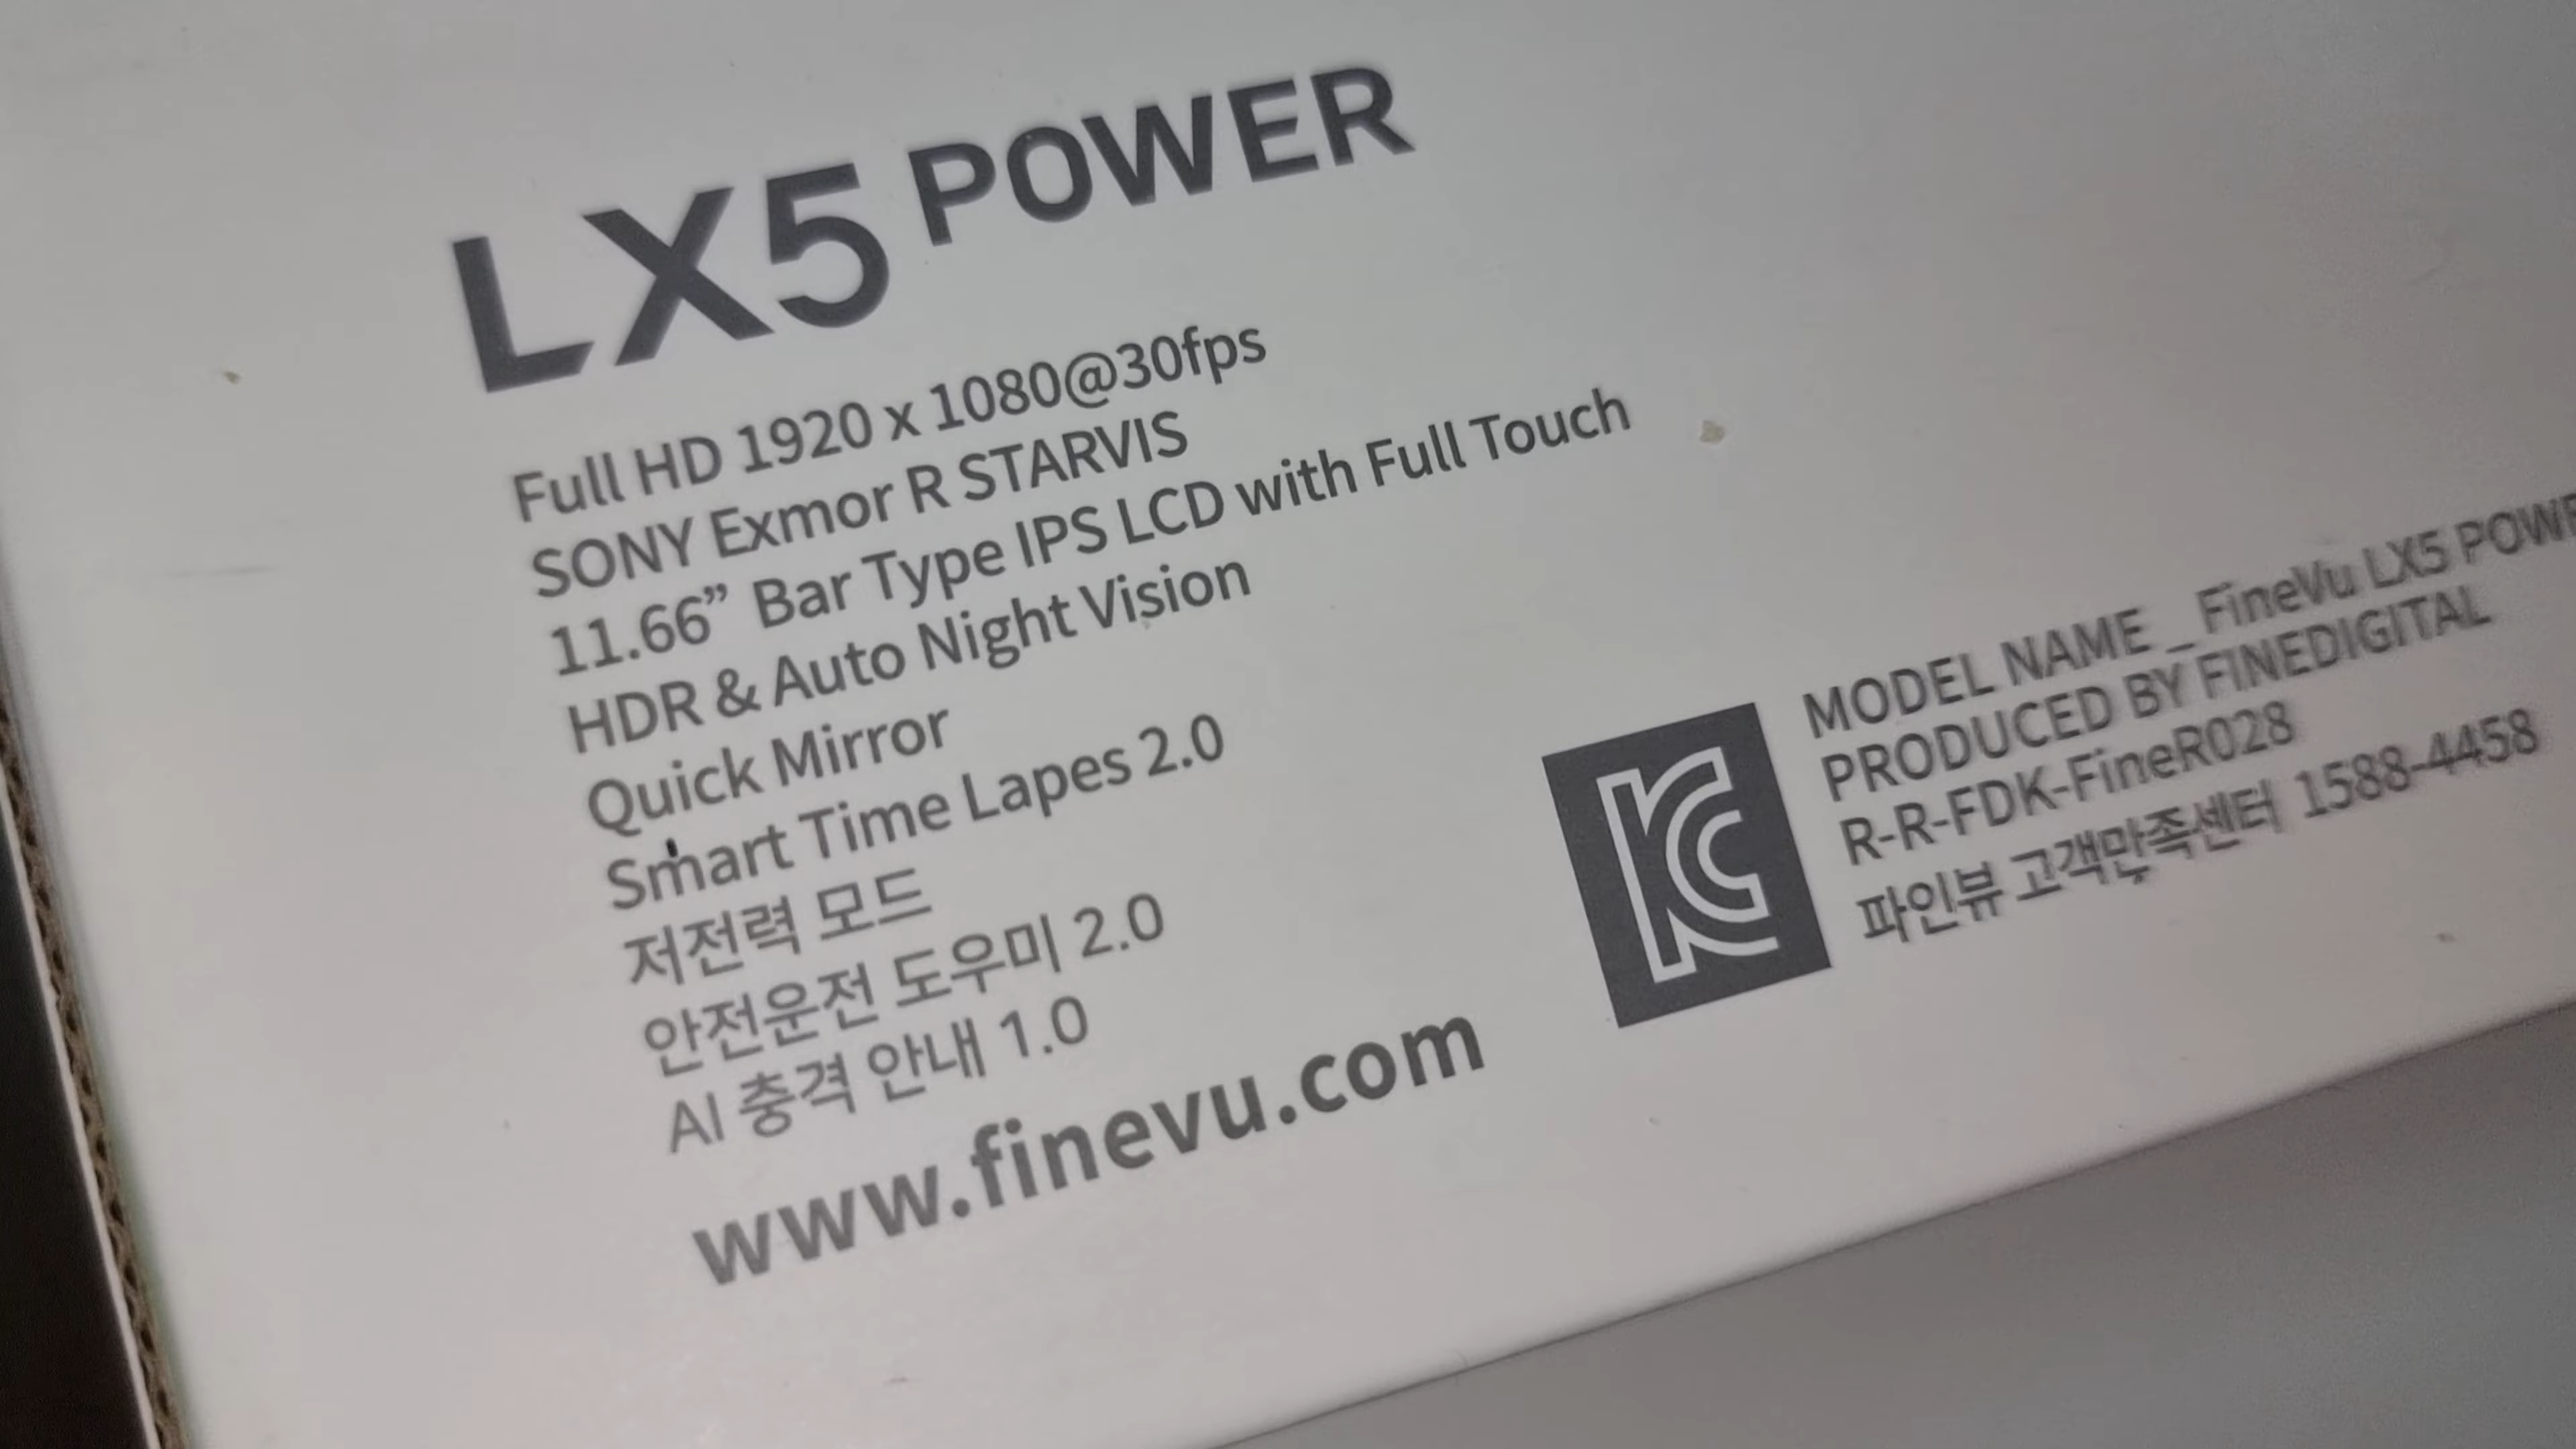 LX5 POWER
Full HD 1920 x 1080@30fps
SONY Exmor R STARVIS
11.66” Bar Type IPS LCD with Full Touch
HDR & Auto Night Vision
Quick Mirror
Smart Time Lapes 2.0
저전력 모드
안전운전 도우미 2.0
AI 충격 안내 1.0
www.finevu.com
MODEL NAME _ FineVu LX5 POWE
PRODUCED BY FINEDIGITAL
R-R-FDK-FineR028
파인뷰 고객만족센터 1588-4458